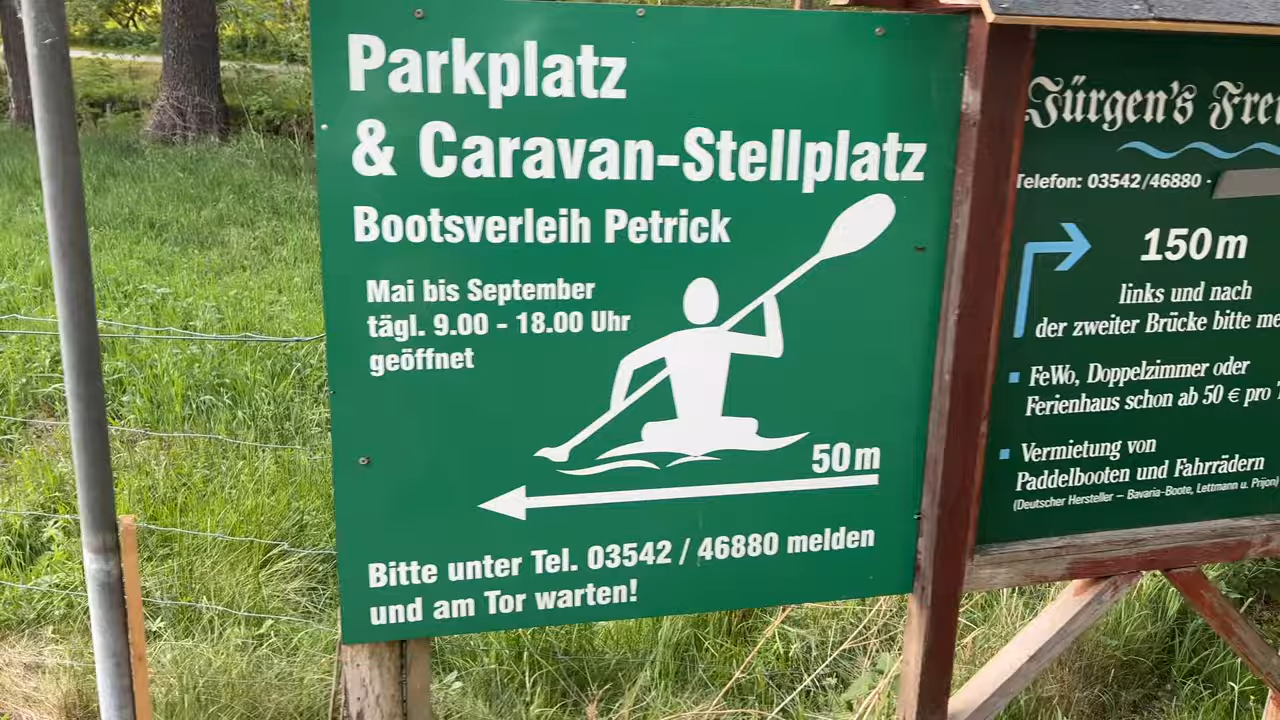 Parkplatz
& Caravan-Stellplatz
Bootsverleih Petrick
Mai bis September
tägl. 9.00 - 18.00 Uhr
geöffnet
50 m
Bitte unter Tel. 03542 / 46880 melden
und am Tor warten!
Jürgen's
Telefon: 03542/46880 -
150 m
links und nach
der zweiter Brücke bitte
FeWo, Doppelzimmer oder
Ferienhaus schon ab 50 € pro
Vermietung von
Paddelbooten und Fahrrädern
(Deutscher Hersteller – Bavaria-Boote, Lettmann u. Prijon)